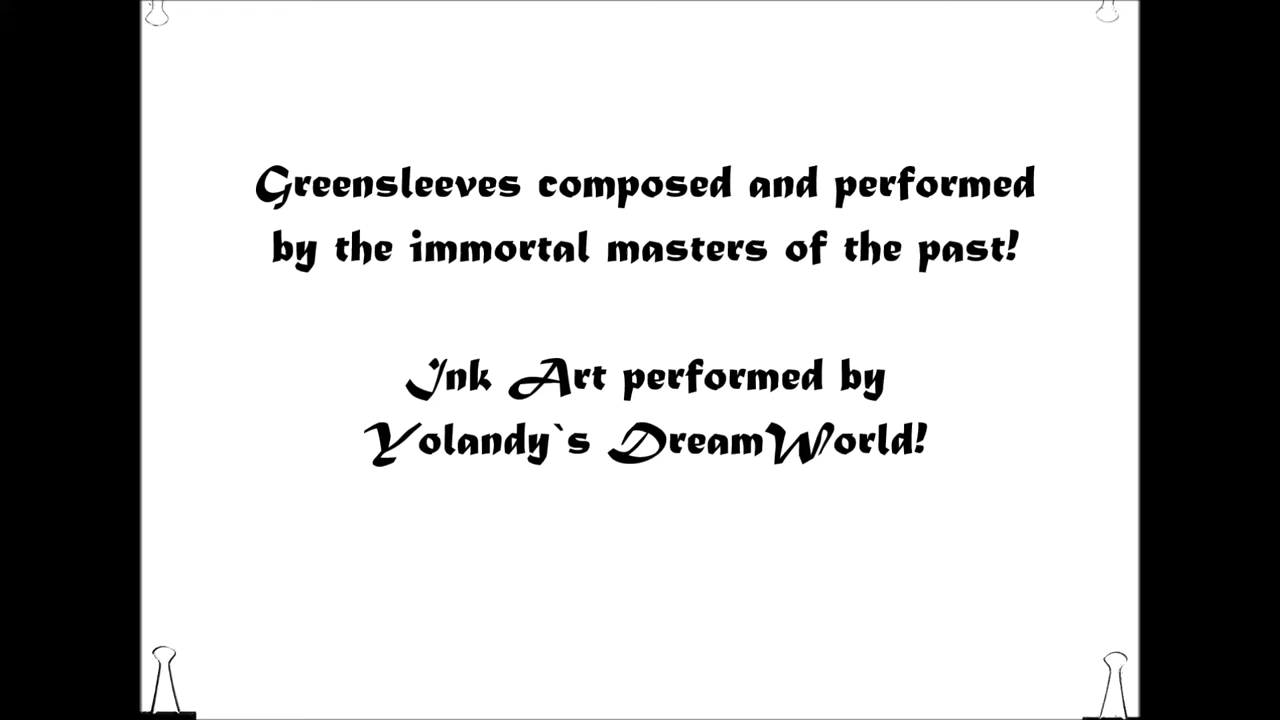 Greensleeves composed and performed
by the immortal masters of the past!
Ink Art performed by
Yolandy`s DreamWorld!